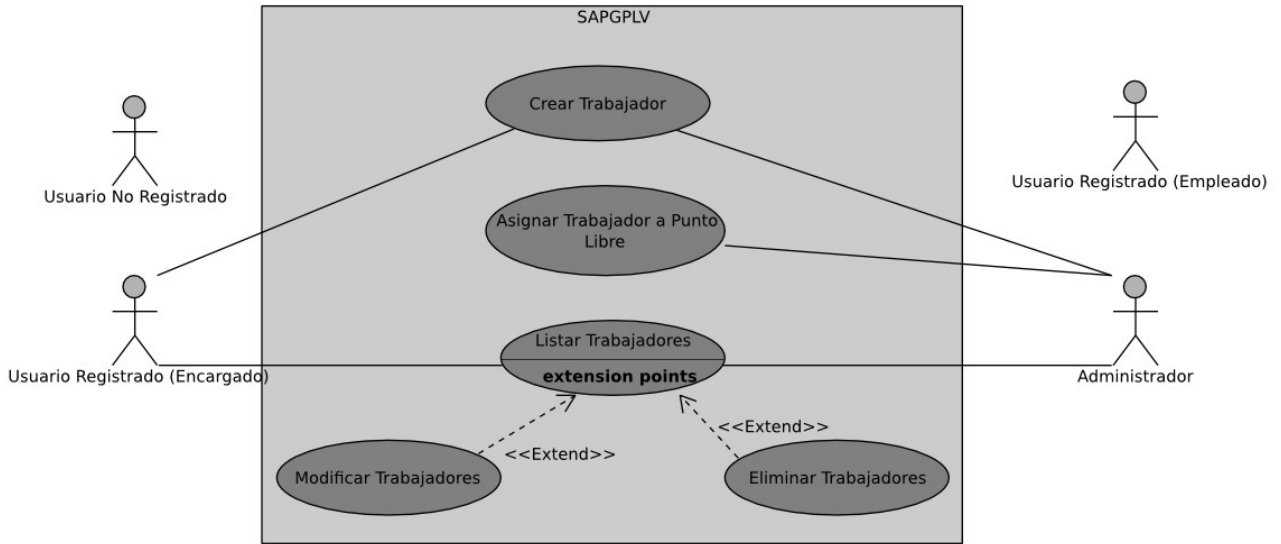 SAPGPLV
Crear Trabajador
Usuario No Registrado
Usuario Registrado (Empleado)
Asignar Trabajador a Punto
Libre
Listar Trabajadores
extension points
Usuario Registrado (Encargado)
Administrador
<<Extend>>
<<Extend>>
Modificar Trabajadores
Eliminar Trabajadores